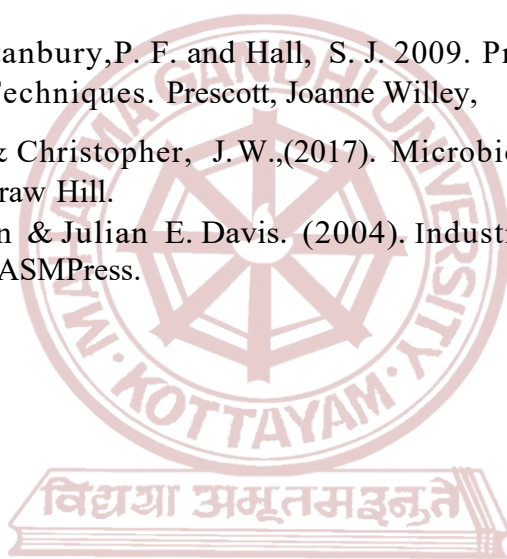 anbury,P. F. and Hall, S. J. 2009. Pr
Techniques. Prescott, Joanne Willey,
& Christopher, J.W.,(2017). Microbio
raw Hill.
n & Julian E. Davis. (2004). Industri
ASMPress.
MAHATMA GANDHI UNIVERSITY
KOTTAYAM
विद्यया अमृतमश्नुते